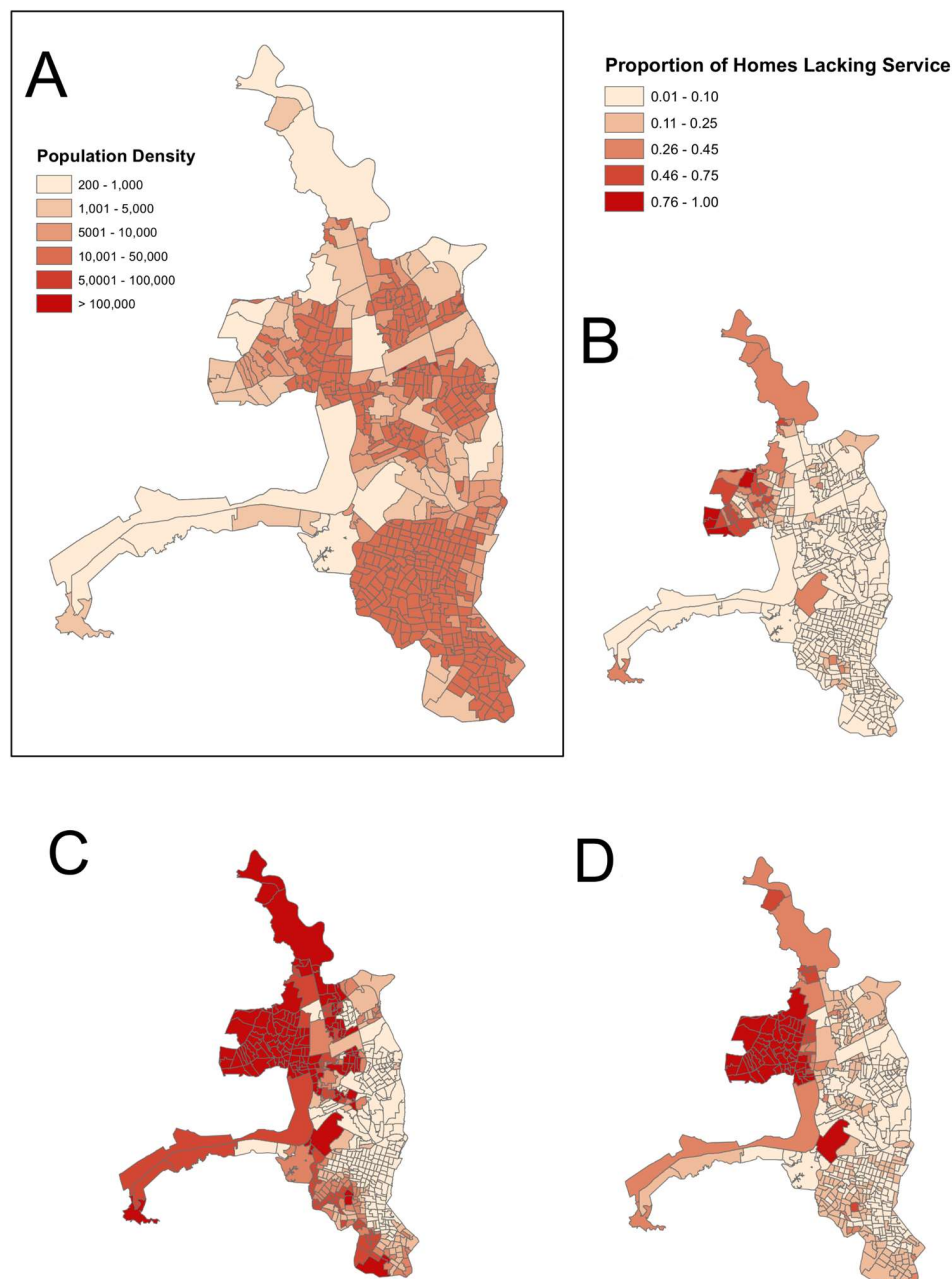 A
Population Density
200 - 1,000
1,001 - 5,000
5001 - 10,000
10,001 - 50,000
5,0001 - 100,000
> 100,000
Proportion of Homes Lacking Service
0.01 - 0.10
0.11 - 0.25
0.26 - 0.45
0.46 - 0.75
0.76 - 1.00
B
C
D